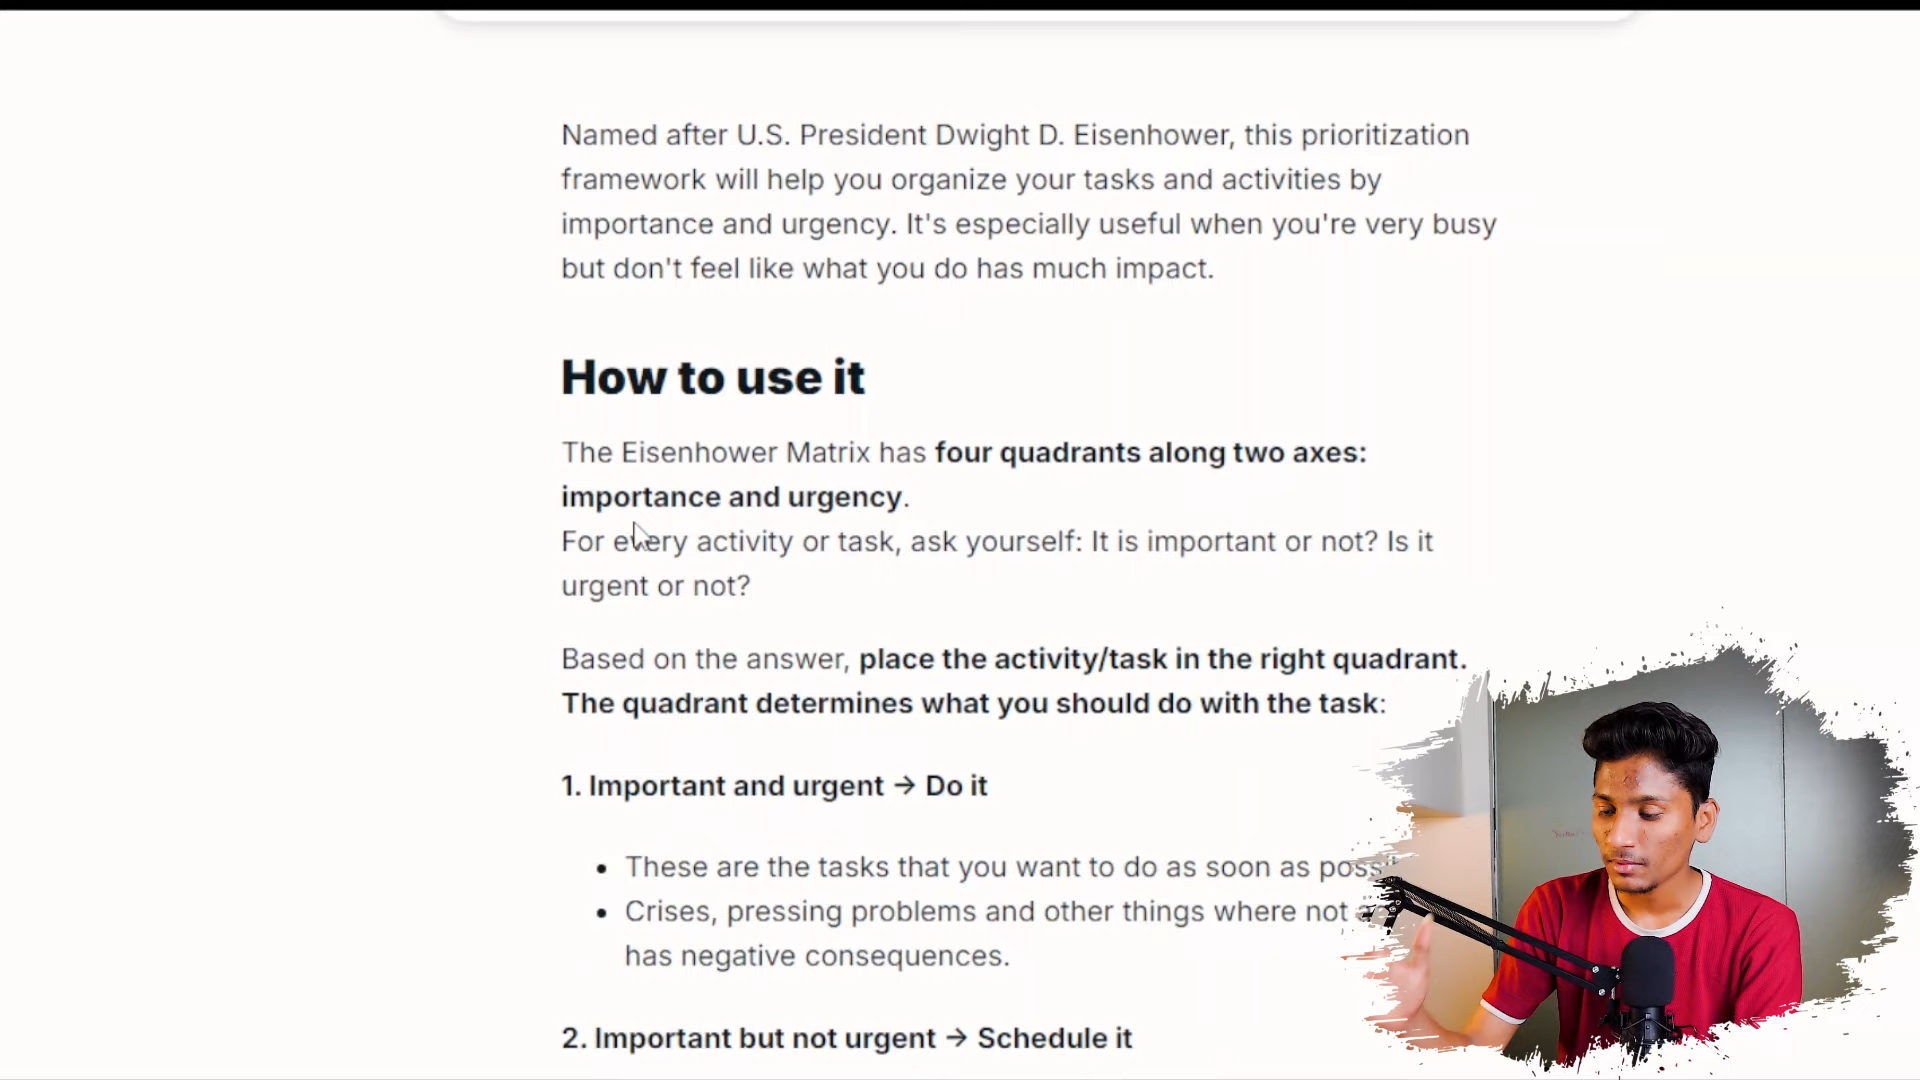 Named after U.S. President Dwight D. Eisenhower, this prioritization
framework will help you organize your tasks and activities by
importance and urgency. It's especially useful when you're very busy
but don't feel like what you do has much impact.
How to use it
The Eisenhower Matrix has four quadrants along two axes:
importance and urgency.
For every activity or task, ask yourself: It is important or not? Is it
urgent or not?
Based on the answer, place the activity/task in the right quadrant.
The quadrant determines what you should do with the task:
1. Important and urgent → Do it
• These are the tasks that you want to do as soon as
• Crises, pressing problems and other things where not
has negative consequences.
2. Important but not urgent → Schedule it